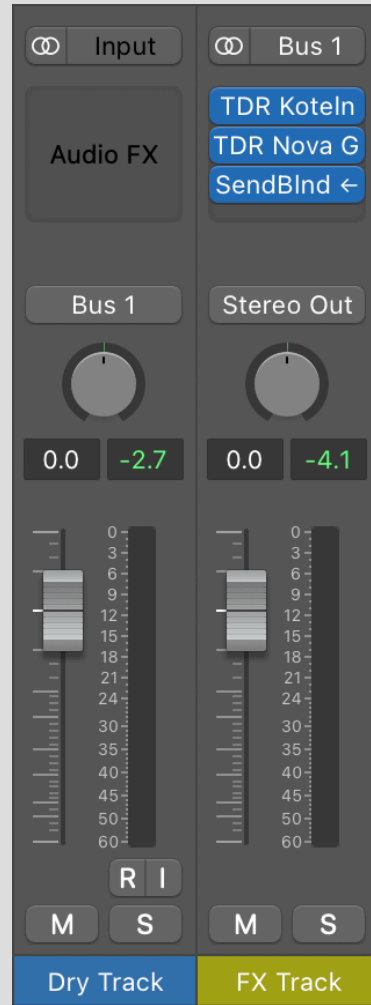 Input
Bus 1
Audio FX
TDR Koteln
TDR Nova G
SendBlnd ←
Bus 1
Stereo Out
0.0 -2.7
0.0 -4.1
0
3
6
9
12
15
18
21
24
30
35
40
45
50
60
0
3
6
9
12
15
18
21
24
30
35
40
45
50
60
R I
M S
M S
Dry Track
FX Track